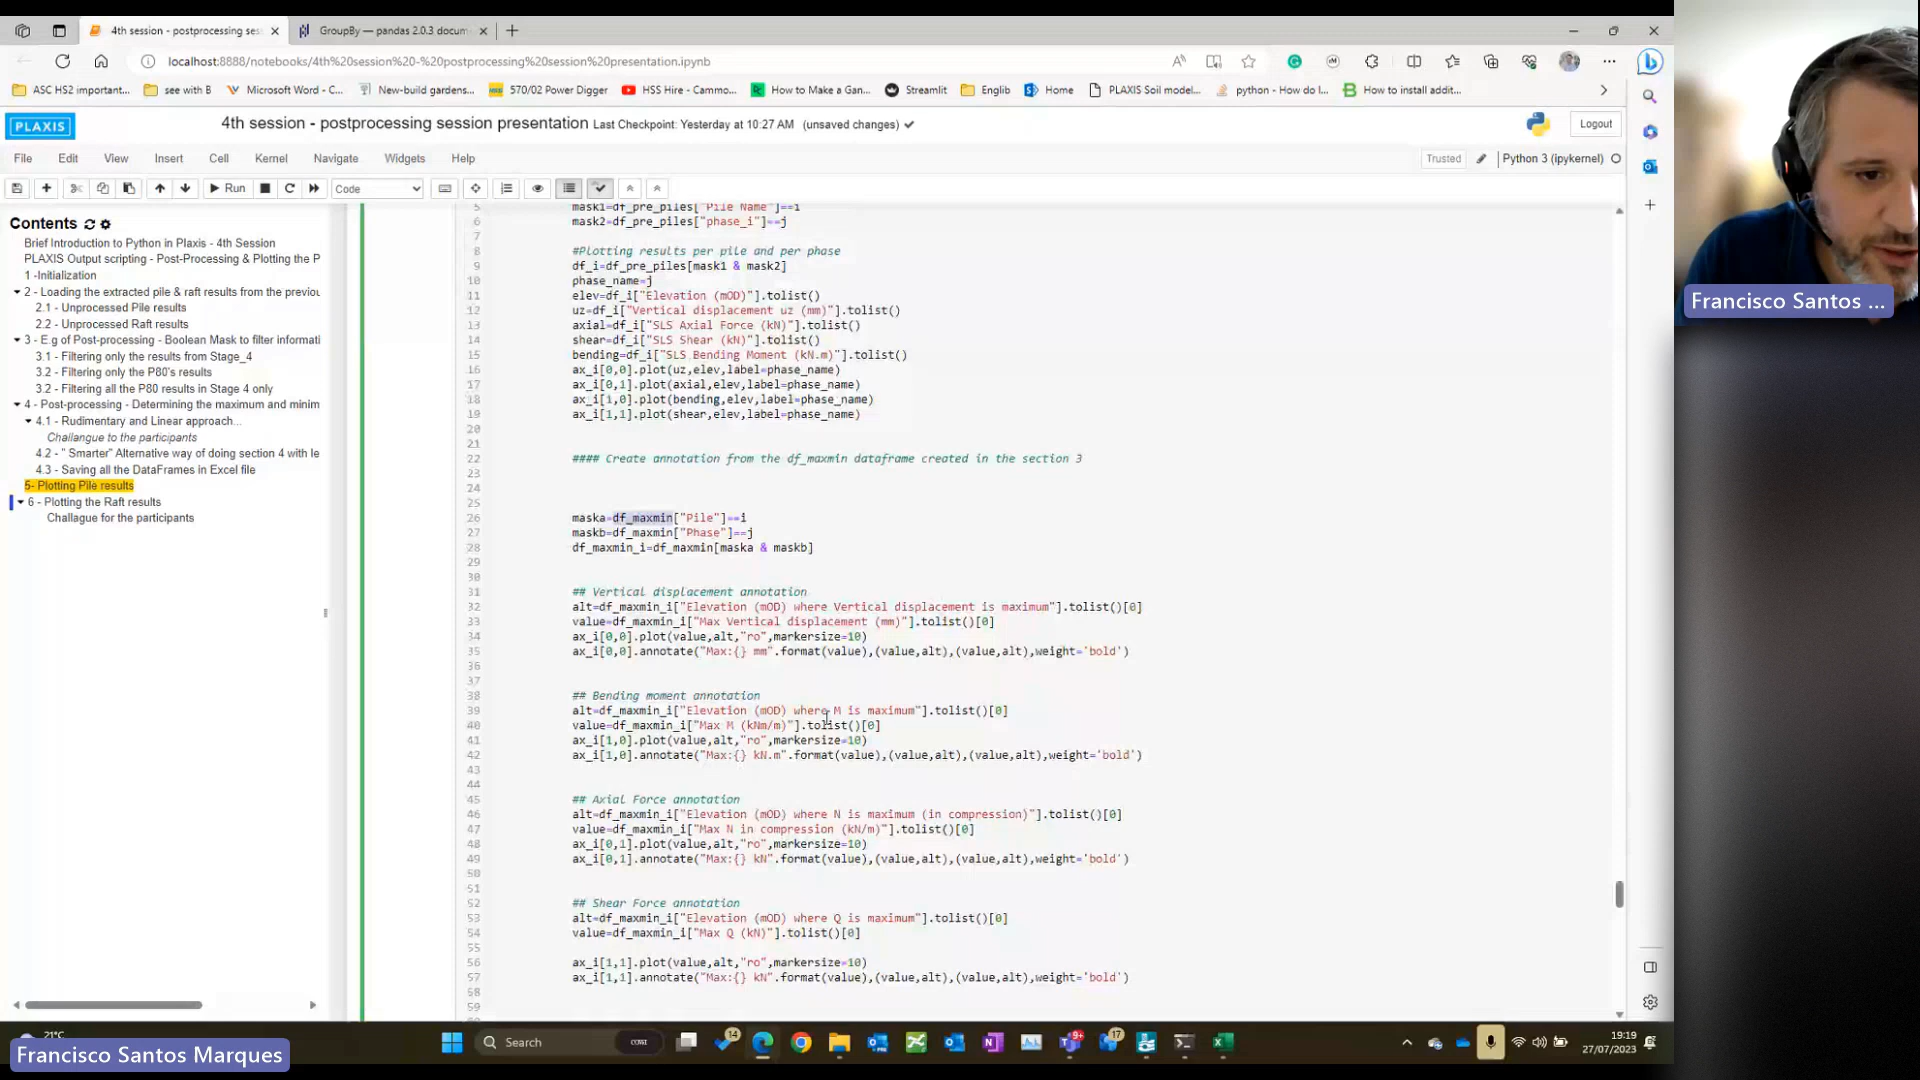 4th session - postprocessing ses
GroupBy — pandas 2.0.3 docum
localhost:8888/notebooks/4th%20session%20-%20postprocessing%20session%20presentation.ipynb
ASC HS2 important...
see with B
Microsoft Word - C...
New-build gardens...
570/02 Power Digger
HSS Hire - Cammo...
How to Make a Gan...
Streamlit
Englib
Home
PLAXIS Soil model...
python - How do I...
How to install addit...
PLAXIS
4th session - postprocessing session presentation Last Checkpoint: Yesterday at 10:27 AM (unsaved changes)
Logout
File Edit View Insert Cell Kernel Navigate Widgets Help
Trusted
Python 3 (ipykernel)
Run
Code
Contents
Brief Introduction to Python in Plaxis - 4th Session
PLAXIS Output scripting - Post-Processing & Plotting the P
1 -Initialization
2 - Loading the extracted pile & raft results from the previou
2.1 - Unprocessed Pile results
2.2 - Unprocessed Raft results
3 - E.g of Post-processing - Boolean Mask to filter informati
3.1 - Filtering only the results from Stage_4
3.2 - Filtering only the P80's results
3.2 - Filtering all the P80 results in Stage 4 only
4 - Post-processing - Determining the maximum and minim
4.1 - Rudimentary and Linear approach...
Challangue to the participants
4.2 - " Smarter" Alternative way of doing section 4 with le
4.3 - Saving all the DataFrames in Excel file
5- Plotting Pile results
6 - Plotting the Raft results
Challague for the participants
5 mask1=df_pre_piles["Pile Name"]==i
6 mask2=df_pre_piles["phase_i"]==j
7
8 #Plotting results per pile and per phase
9 df_i=df_pre_piles[mask1 & mask2]
10 phase_name=j
11 elev=df_i["Elevation (mOD)"].tolist()
12 uz=df_i["Vertical displacement uz (mm)"].tolist()
13 axial=df_i["SLS Axial Force (kN)"].tolist()
14 shear=df_i["SLS Shear (kN)"].tolist()
15 bending=df_i["SLS Bending Moment (kN.m)"].tolist()
16 ax_i[0,0].plot(uz,elev,label=phase_name)
17 ax_i[0,1].plot(axial,elev,label=phase_name)
18 ax_i[1,0].plot(bending,elev,label=phase_name)
19 ax_i[1,1].plot(shear,elev,label=phase_name)
20
21
22 #### Create annotation from the df_maxmin dataframe created in the section 3
23
24
25
26 maska=df_maxmin["Pile"]==i
27 maskb=df_maxmin["Phase"]==j
28 df_maxmin_i=df_maxmin[maska & maskb]
29
30
31 ## Vertical displacement annotation
32 alt=df_maxmin_i["Elevation (mOD) where Vertical displacement is maximum"].tolist()[0]
33 value=df_maxmin_i["Max Vertical displacement (mm)"].tolist()[0]
34 ax_i[0,0].plot(value,alt,"ro",markersize=10)
35 ax_i[0,0].annotate("Max:{} mm".format(value),(value,alt),(value,alt),weight='bold')
36
37
38 ## Bending moment annotation
39 alt=df_maxmin_i["Elevation (mOD) where M is maximum"].tolist()[0]
40 value=df_maxmin_i["Max M (kNm/m)"].tolist()[0]
41 ax_i[1,0].plot(value,alt,"ro",markersize=10)
42 ax_i[1,0].annotate("Max:{} kN.m".format(value),(value,alt),(value,alt),weight='bold')
43
44
45 ## Axial Force annotation
46 alt=df_maxmin_i["Elevation (mOD) where N is maximum (in compression)"].tolist()[0]
47 value=df_maxmin_i["Max N in compression (kN/m)"].tolist()[0]
48 ax_i[0,1].plot(value,alt,"ro",markersize=10)
49 ax_i[0,1].annotate("Max:{} kN".format(value),(value,alt),(value,alt),weight='bold')
50
51
52 ## Shear Force annotation
53 alt=df_maxmin_i["Elevation (mOD) where Q is maximum"].tolist()[0]
54 value=df_maxmin_i["Max Q (kN)"].tolist()[0]
55
56 ax_i[1,1].plot(value,alt,"ro",markersize=10)
57 ax_i[1,1].annotate("Max:{} kN".format(value),(value,alt),(value,alt),weight='bold')
58
59
Francisco Santos ...
21°C
Francisco Santos Marques
Search
14
9+
17
19:19
27/07/2023